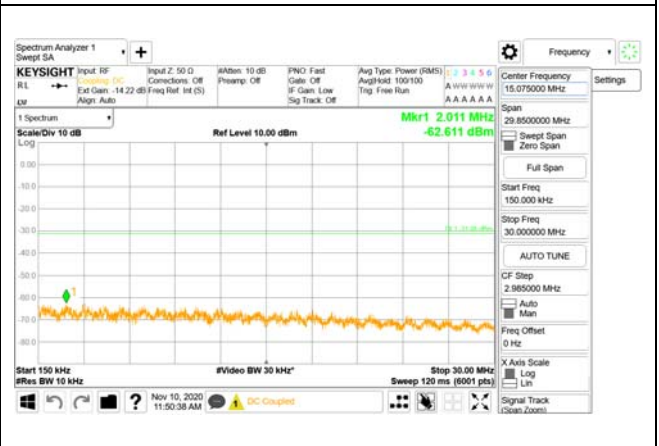 Spectrum Analyzer 1
Swept SA
+
Frequency
KEYSIGHT
Input: RF
Coupling: DC
Ext Gain: -14.22 dB
Align: Auto
RL
Input Z: 50 Ω
Corrections: Off
Freq Ref: Int (S)
#Atten: 10 dB
Preamp: Off
PNO: Fast
Gate: Off
IF Gain: Low
Sig Track: Off
Avg Type: Power (RMS)
Avg|Hold: 100/100
Trig: Free Run
1 2 3 4 5 6
A W W W W W
A A A A A A
Center Frequency
15.075000 MHz
Settings
Span
29.8500000 MHz
Swept Span
Zero Span
Full Span
Start Freq
150.000 kHz
Stop Freq
30.000000 MHz
AUTO TUNE
CF Step
2.985000 MHz
Auto
Man
Freq Offset
0 Hz
X Axis Scale
Log
Lin
Signal Track
(Span Zoom)
1 Spectrum
Scale/Div 10 dB
Ref Level 10.00 dBm
Mkr1 2.011 MHz
-62.611 dBm
Log
0.00
-10.0
-20.0
-30.0
-40.0
-50.0
-60.0
-70.0
-80.0
1
Start 150 kHz
#Video BW 30 kHz*
Stop 30.00 MHz
#Res BW 10 kHz
Sweep 120 ms (6001 pts)
?
Nov 10, 2020
11:50:38 AM
1
DC Coupled